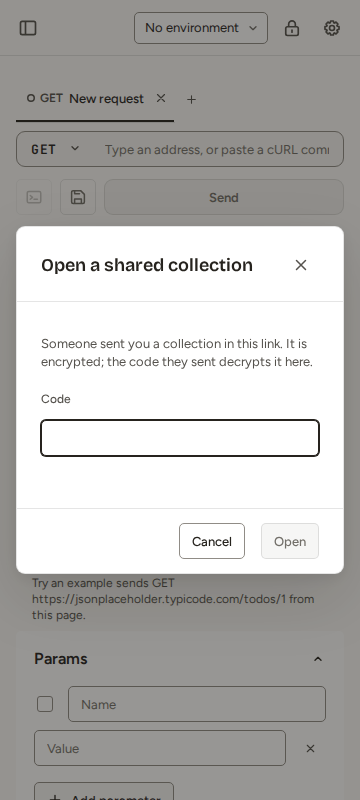 No environment
GET New request
GET
Type an address, or paste a cURL comm
Send
Open a shared collection
Someone sent you a collection in this link. It is
encrypted; the code they sent decrypts it here.
Code
Cancel
Open
Try an example sends GET
https://jsonplaceholder.typicode.com/todos/1 from
this page.
Params
Name
Value
Add parameter